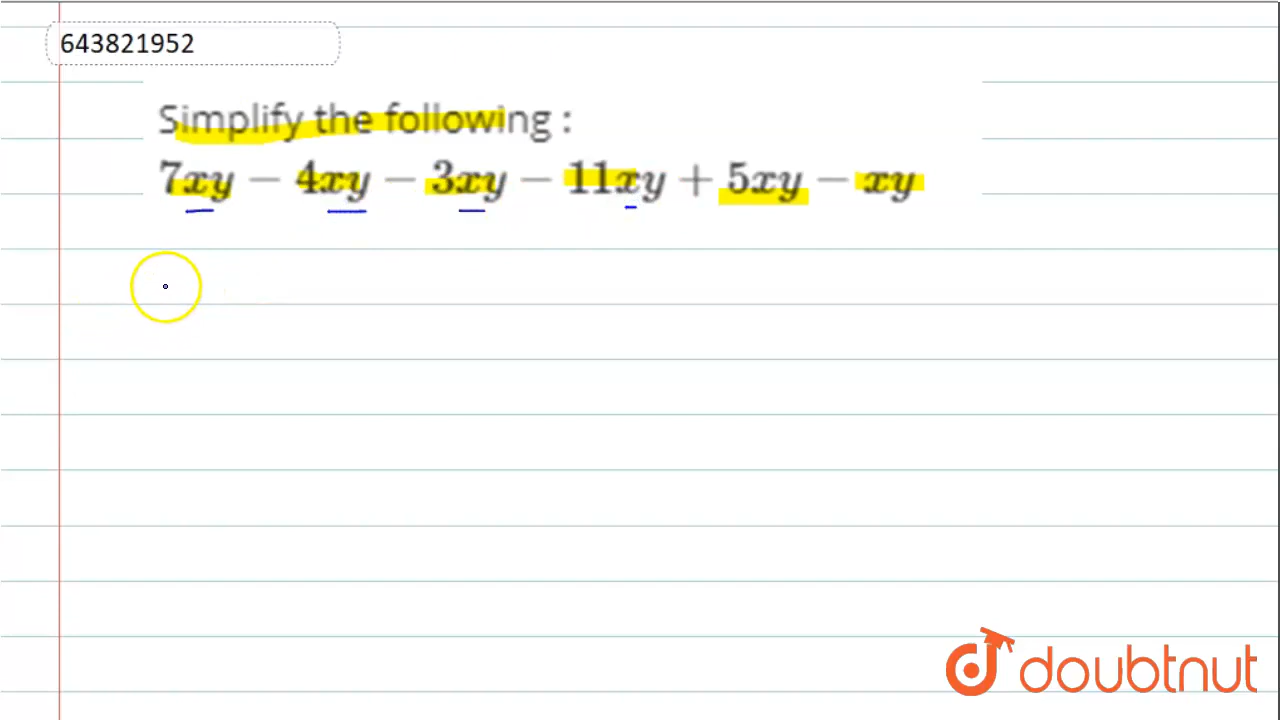 643821952
Simplify the following :
7xy − 4xy − 3xy − 11xy + 5xy − xy
doubtnut